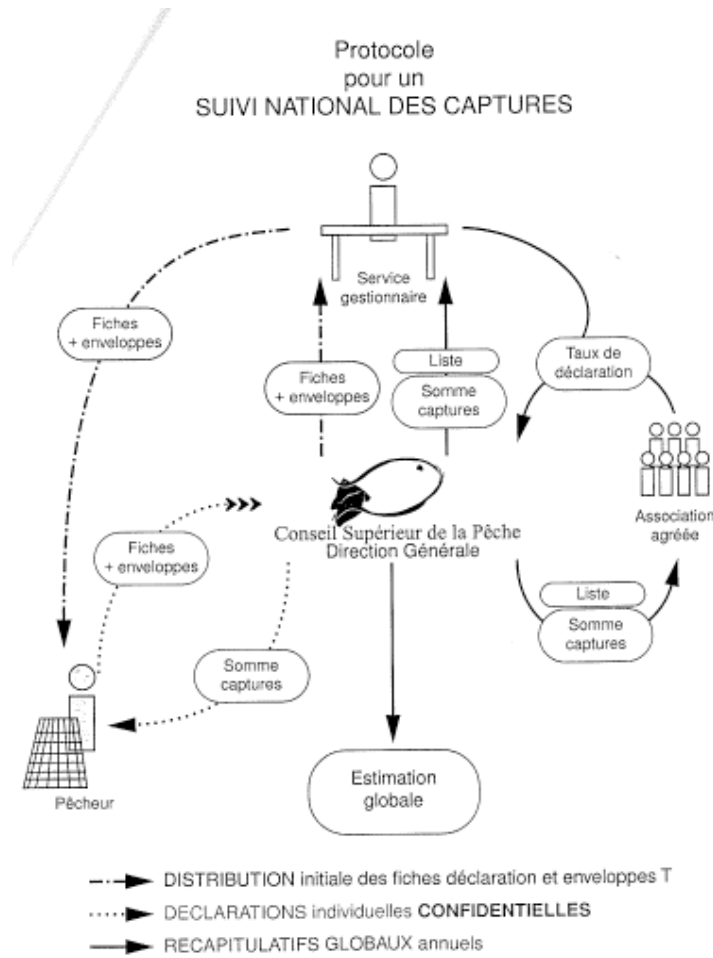 Protocole
pour un
SUIVI NATIONAL DES CAPTURES
Service
gestionnaire
Fiches
+ enveloppes
Fiches
+ enveloppes
Liste
Somme
captures
Taux de
déclaration
Association
agréée
Conseil Supérieur de la Pêche
Direction Générale
Fiches
+ enveloppes
Liste
Somme
captures
Somme
captures
Pêcheur
Estimation
globale
DISTRIBUTION initiale des fiches déclaration et enveloppes T
DECLARATIONS individuelles CONFIDENTIELLES
RECAPITULATIFS GLOBAUX annuels